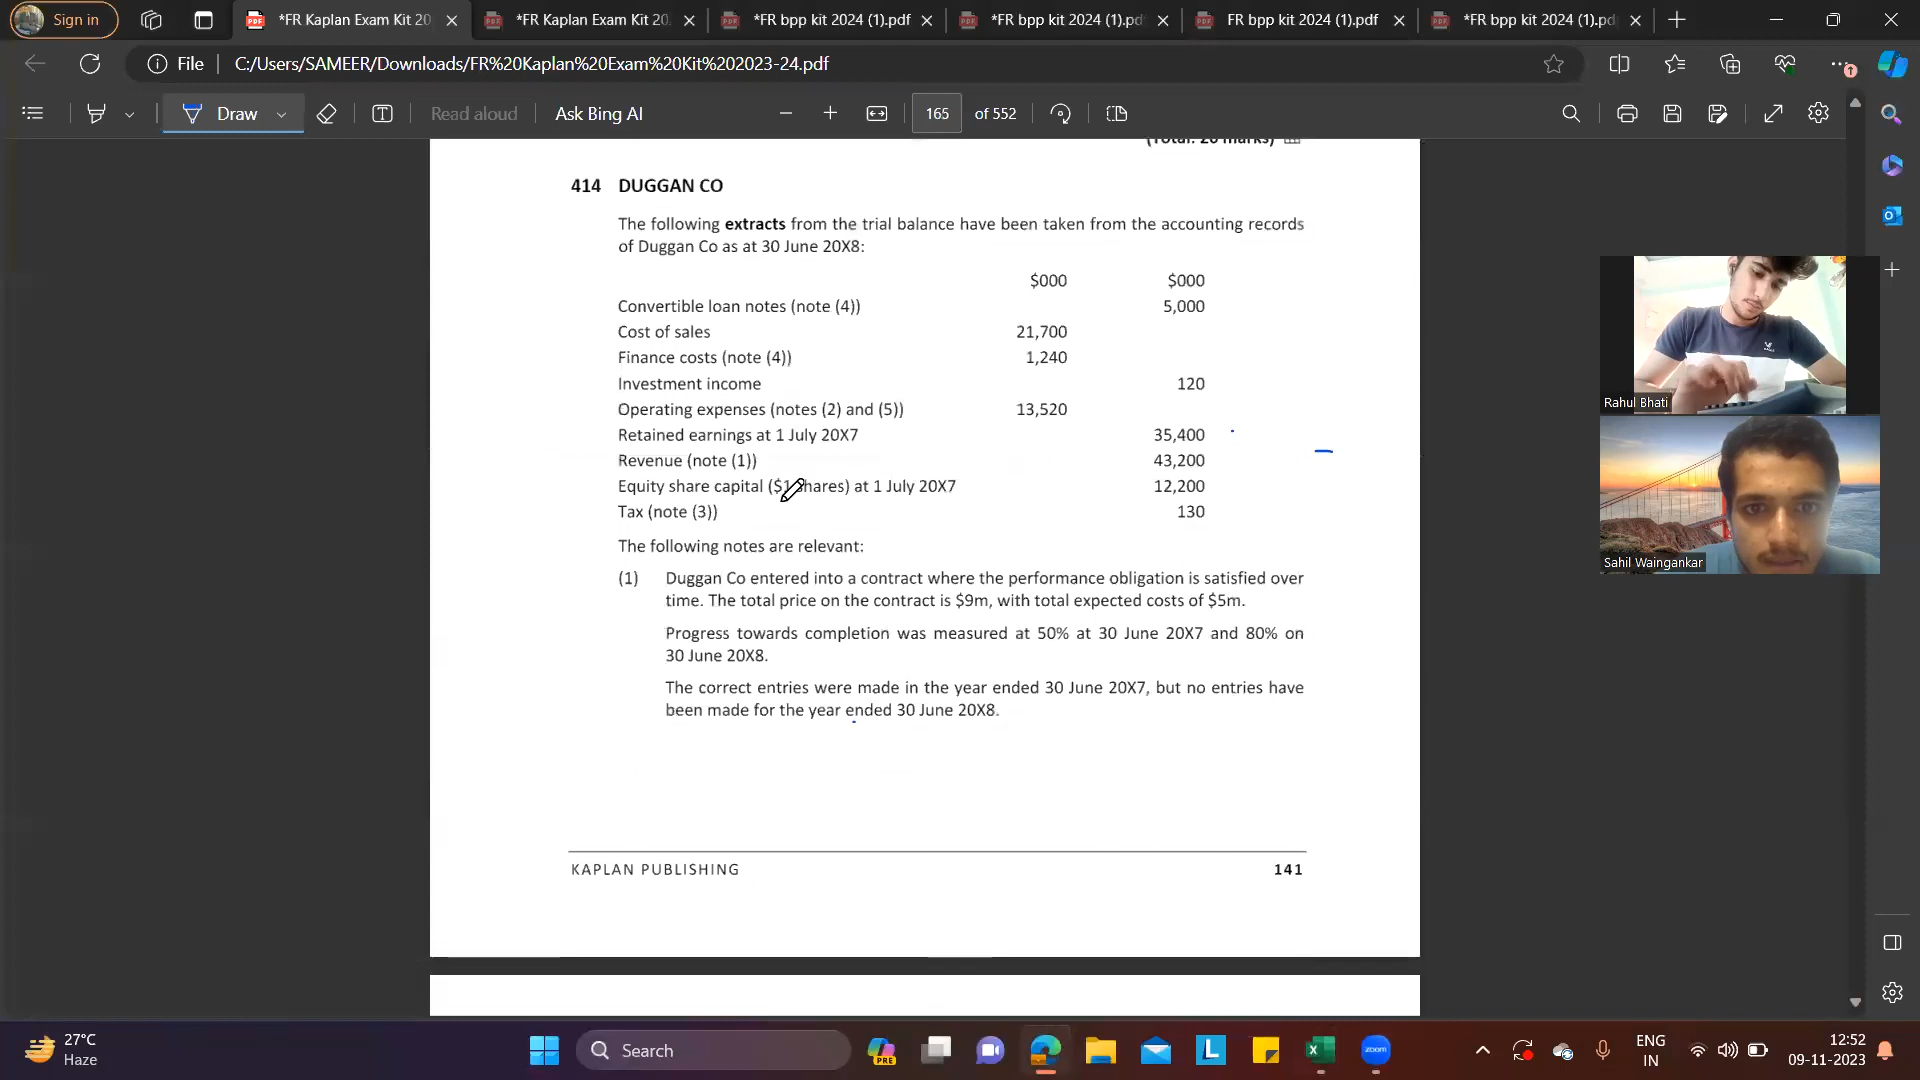 Sign in
*FR Kaplan Exam Kit 20
*FR Kaplan Exam Kit 20.
*FR bpp kit 2024 (1).pdf
*FR bpp kit 2024 (1).pd
FR bpp kit 2024 (1).pdf
*FR bpp kit 2024 (1).pd
File
C:/Users/SAMEER/Downloads/FR%20Kaplan%20Exam%20Kit%202023-24.pdf
Draw
Read aloud
Ask Bing AI
165 of 552
(Total: 20 marks)
414 DUGGAN CO
The following extracts from the trial balance have been taken from the accounting records
of Duggan Co as at 30 June 20X8:
$000 $000
Convertible loan notes (note (4)) 5,000
Cost of sales 21,700
Finance costs (note (4)) 1,240
Investment income 120
Operating expenses (notes (2) and (5)) 13,520
Retained earnings at 1 July 20X7 35,400
Revenue (note (1)) 43,200
Equity share capital ($1 shares) at 1 July 20X7 12,200
Tax (note (3)) 130
The following notes are relevant:
(1) Duggan Co entered into a contract where the performance obligation is satisfied over
time. The total price on the contract is $9m, with total expected costs of $5m.
Progress towards completion was measured at 50% at 30 June 20X7 and 80% on
30 June 20X8.
The correct entries were made in the year ended 30 June 20X7, but no entries have
been made for the year ended 30 June 20X8.
KAPLAN PUBLISHING 141
Rahul Bhati
Sahil Waingankar
27°C
Haze
Search
PRE
L
zoom
ENG
IN
12:52
09-11-2023